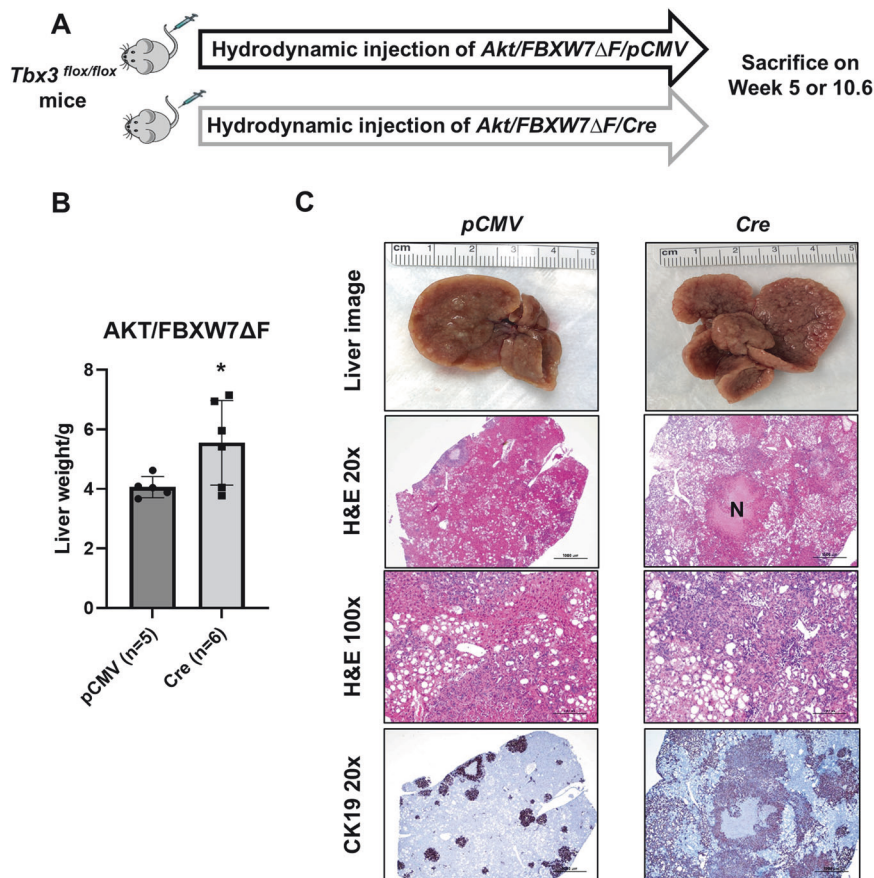 A
Tbx3 flox/flox
mice
Hydrodynamic injection of Akt/FBXW7ΔF/pCMV
Hydrodynamic injection of Akt/FBXW7ΔF/Cre
Sacrifice on
Week 5 or 10.6
B
AKT/FBXW7ΔF
*
Liver weight/g
8
6
4
2
0
pCMV (n=5)
Cre (n=6)
C
pCMV
Cre
Liver image
cm 1 2 3 4 5
cm 1 2 3 4 5
H&E 20x
N
H&E 100x
CK19 20x